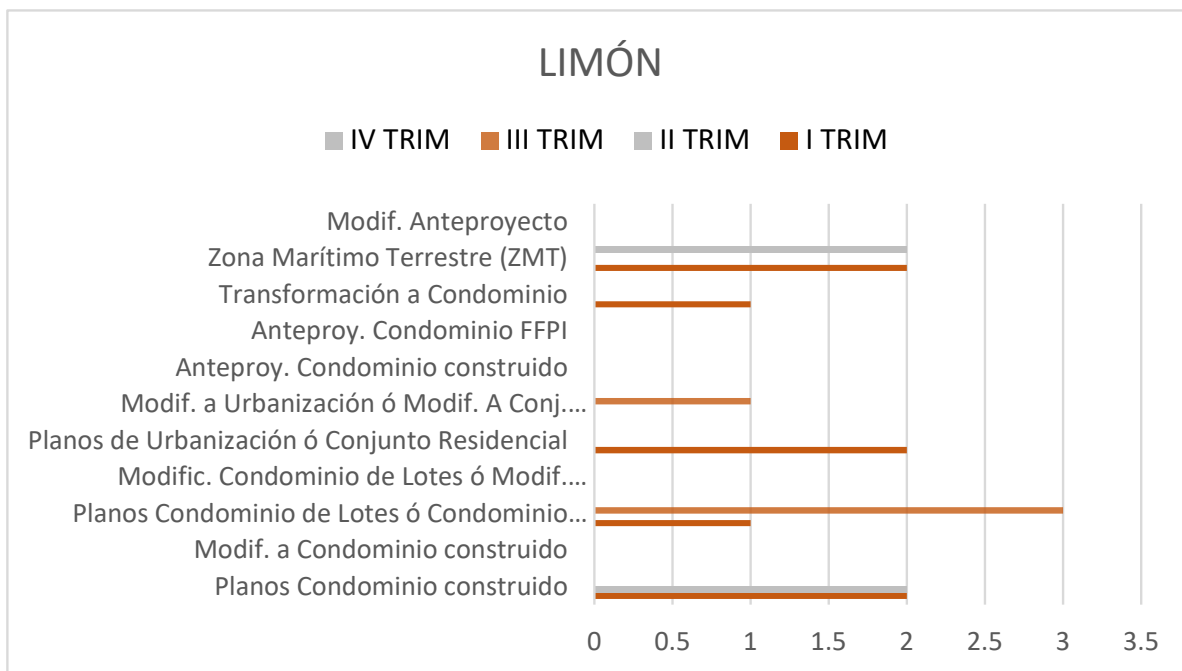 LIMÓN
IV TRIM III TRIM II TRIM I TRIM
Modif. Anteproyecto
Zona Marítimo Terrestre (ZMT)
Transformación a Condominio
Anteproy. Condominio FFPI
Anteproy. Condominio construido
Modif. a Urbanización ó Modif. A Conj....
Planos de Urbanización ó Conjunto Residencial
Modific. Condominio de Lotes ó Modif....
Planos Condominio de Lotes ó Condominio...
Modif. a Condominio construido
Planos Condominio construido
0 0.5 1 1.5 2 2.5 3 3.5